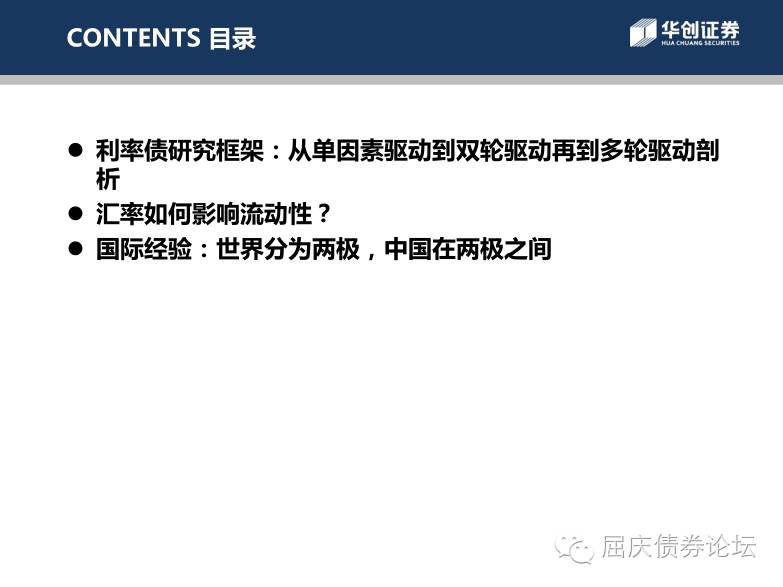 CONTENTS 目录
华创证券
HUA CHUANG SECURITIES
● 利率债研究框架：从单因素驱动到双轮驱动再到多轮驱动剖
析
● 汇率如何影响流动性？
● 国际经验：世界分为两极，中国在两极之间
屈庆债券论坛